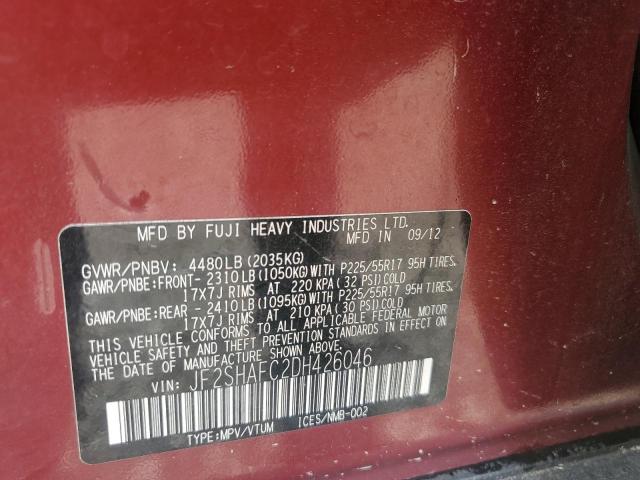 MFD BY FUJI HEAVY INDUSTRIES LTD.
MFD IN 09/12
GVWR/PNBV: 4480LB(2035KG)
GAWR/PNBE:FRONT-2310LB(1050KG)WITH P225/55R17 95H TIRES.
17X7J RIMS AT 220 KPA(32 PSI)COLD
GAWR/PNBE:REAR -2410LB(1095KG)WITH P225/55R17 95H TIRES.
17X7J RIMS AT 210 KPA(30 PSI)COLD
THIS VEHICLE CONFORMS TO ALL APPLICABLE FEDERAL MOTOR
VEHICLE SAFETY AND THEFT PREVENTION STANDARDS IN EFFECT ON
THE DATE OF MANUFACTURE SHOWN ABOVE.
VIN: JF2SHAFC2DH426046
TYPE:MPV/VTUM ICES/NMB-002